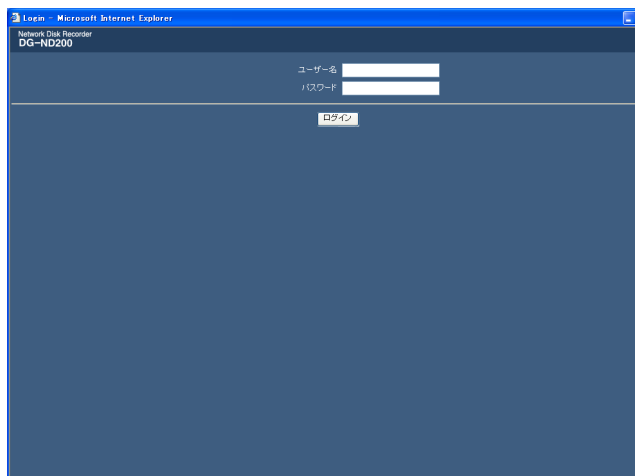 Login - Microsoft Internet Explorer
Network Disk Recorder
DG-ND200
ユーザー名
パスワード
ログイン